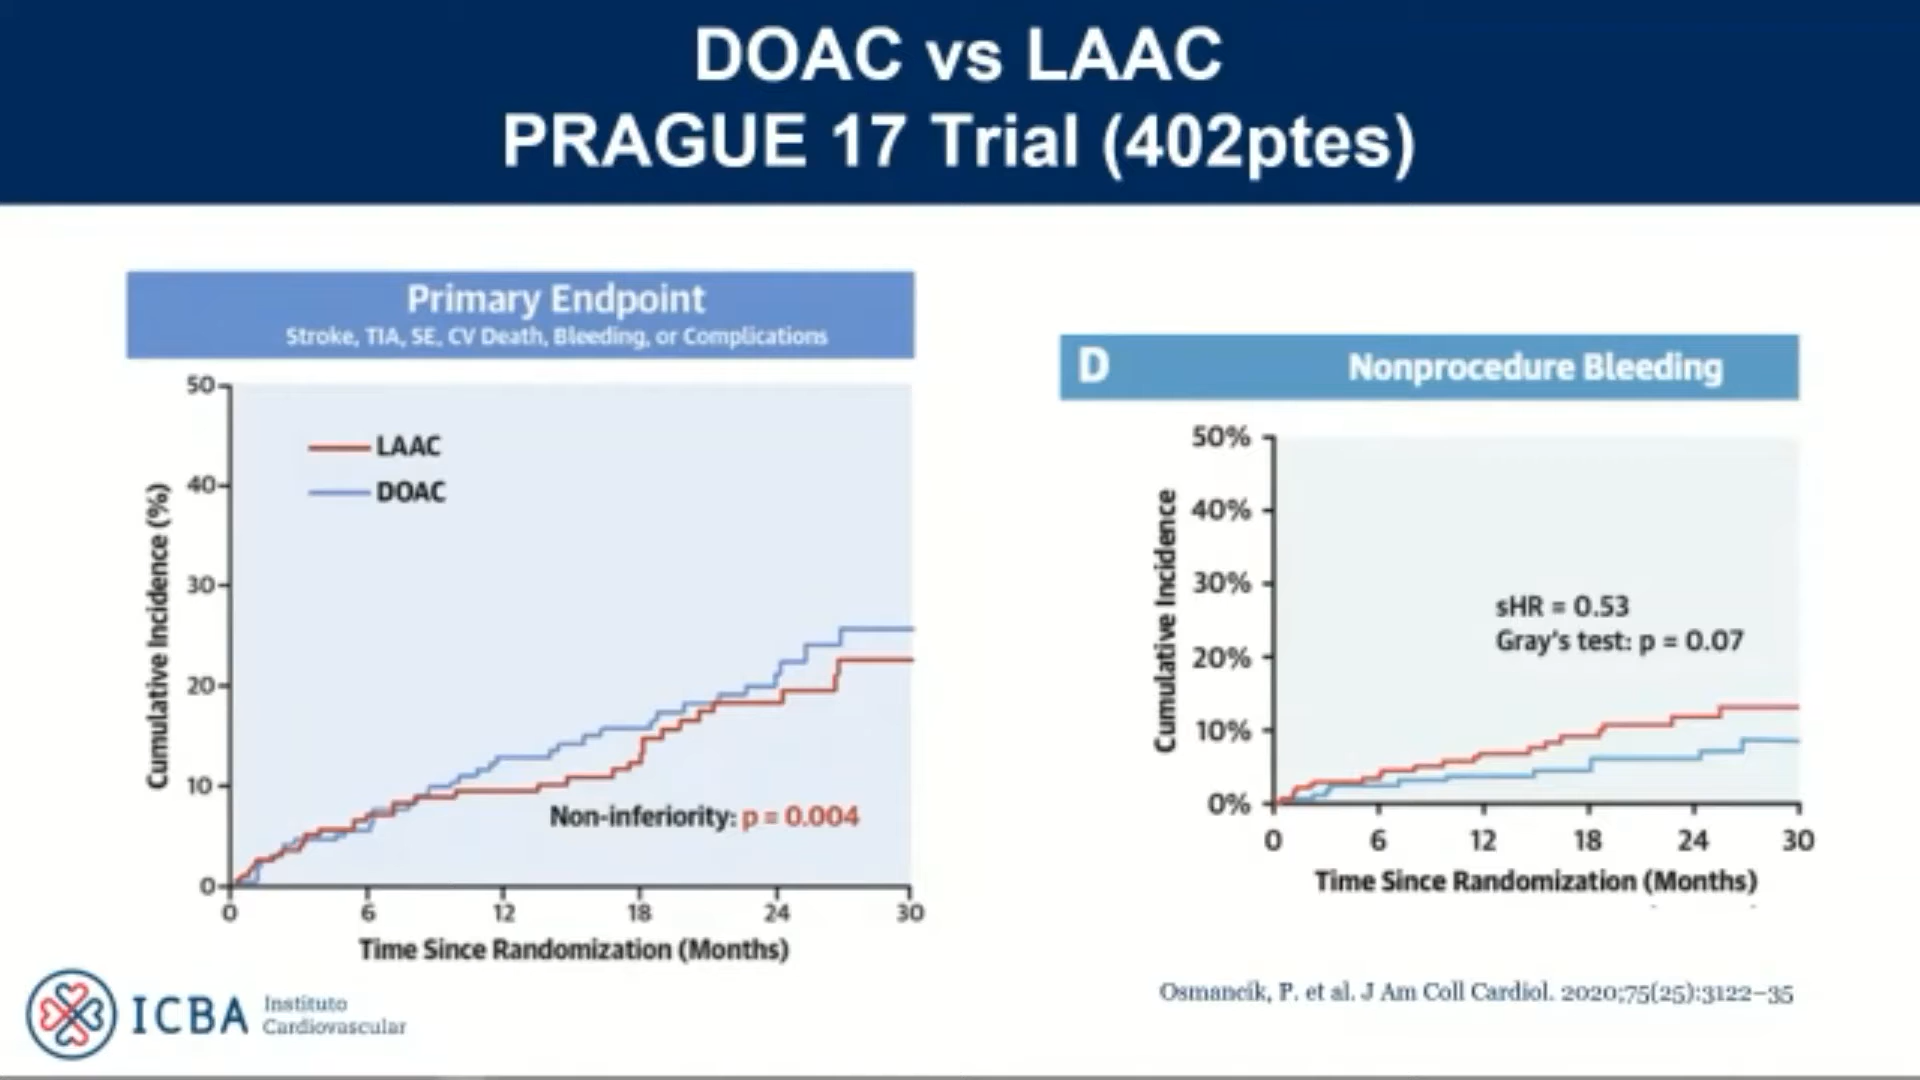 DOAC vs LAAC
PRAGUE 17 Trial (402ptes)
Primary Endpoint
Stroke, TIA, SE, CV Death, Bleeding, or Complications
50
40
30
20
10
0
Cumulative Incidence (%)
LAAC
DOAC
Non-inferiority: p = 0.004
0 6 12 18 24 30
Time Since Randomization (Months)
D Nonprocedure Bleeding
50%
40%
30%
20%
10%
0%
Cumulative Incidence
sHR = 0.53
Gray's test: p = 0.07
0 6 12 18 24 30
Time Since Randomization (Months)
Osmancik, P. et al. J Am Coll Cardiol. 2020;75(25):3122–35
ICBA
Instituto
Cardiovascular